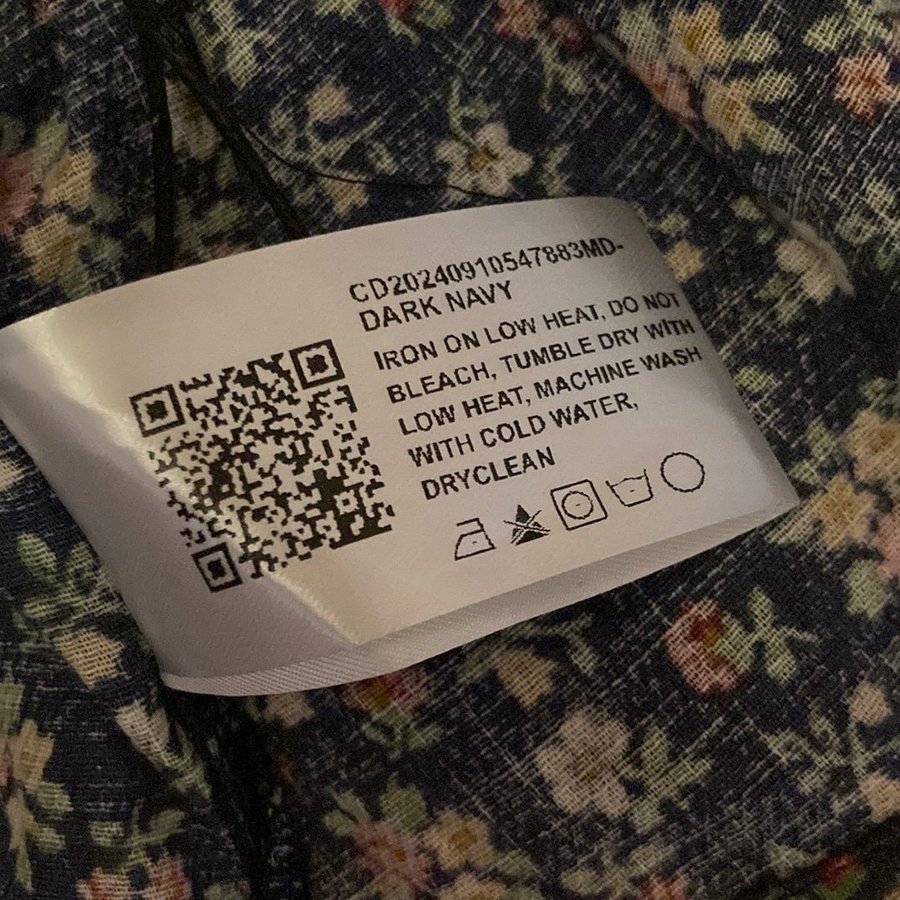 CD20240910547883MD-
DARK NAVY
IRON ON LOW HEAT, DO NOT
BLEACH, TUMBLE DRY WITH
LOW HEAT, MACHINE WASH
WITH COLD WATER,
DRYCLEAN